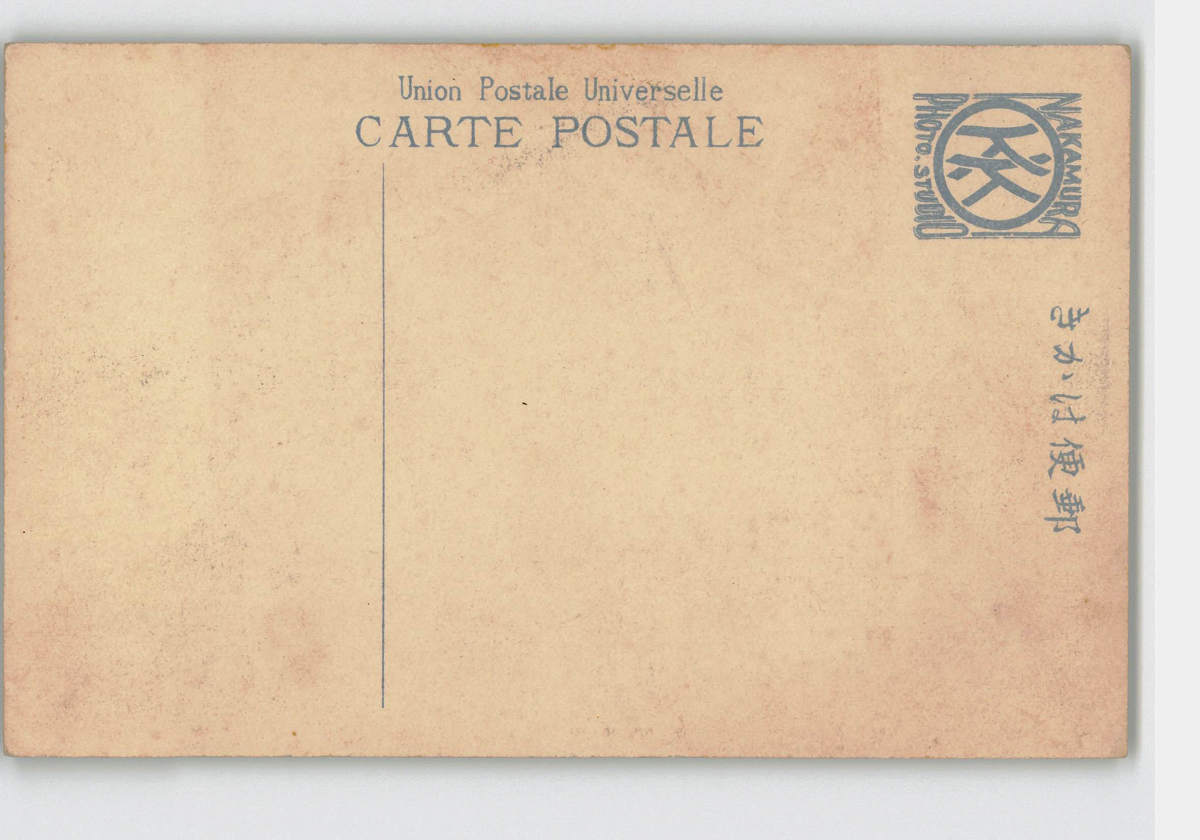 Union Postale Universelle
CARTE POSTALE
NAKAMURA
PHOTO.STUDIO
郵便はかき